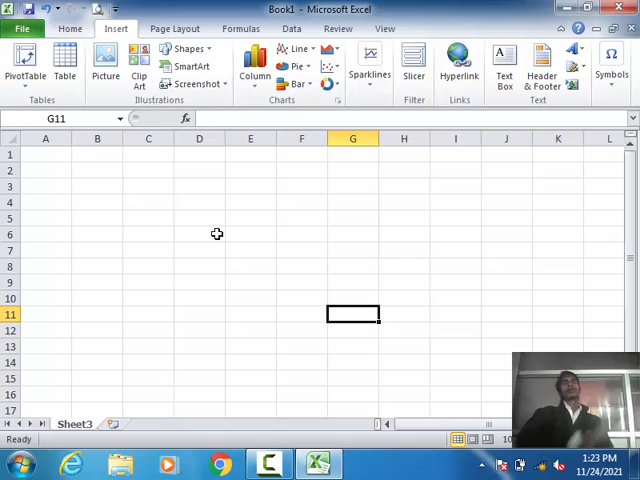 Book1 - Microsoft Excel
File Home Insert Page Layout Formulas Data Review View
PivotTable Table Picture Clip Art Shapes SmartArt Screenshot Column Line Pie Bar Sparklines Slicer Hyperlink Text Box Header & Footer Symbols
Tables Illustrations Charts Filter Links Text
G11 fx
A B C D E F G H I J K L
1
2
3
4
5
6
7
8
9
10
11
12
13
14
15
16
17
Sheet3
Ready 10
1:23 PM
11/24/2021